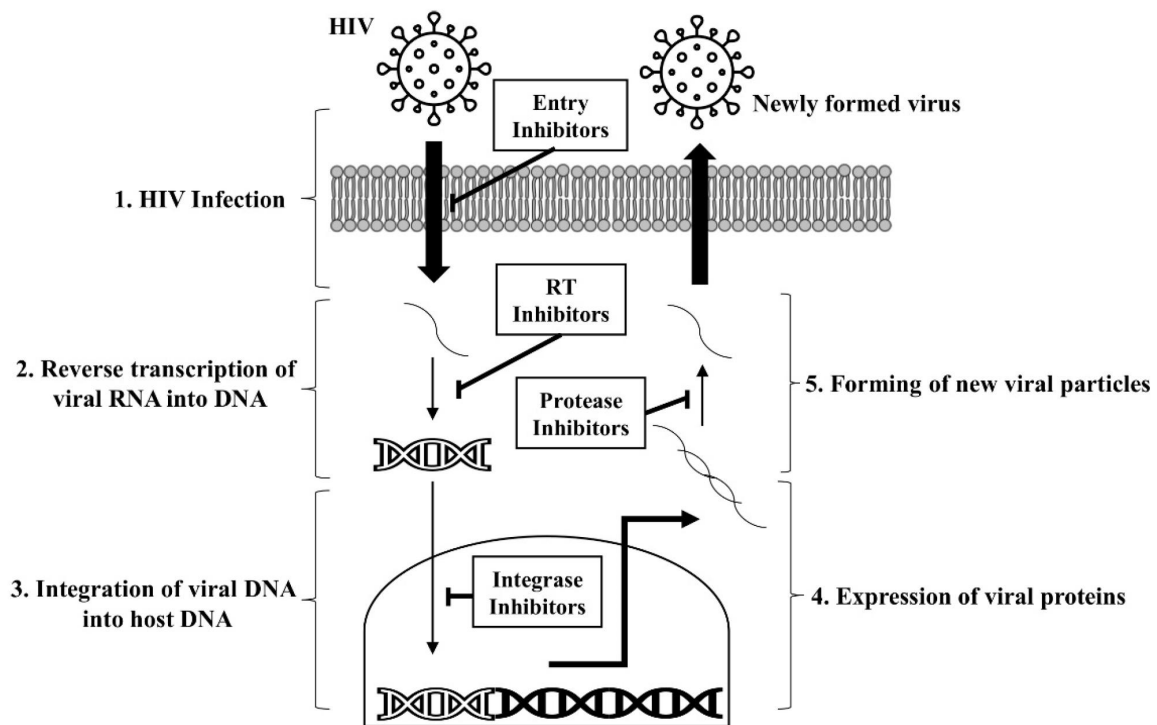 HIV
Newly formed virus
Entry
Inhibitors
1. HIV Infection
RT
Inhibitors
2. Reverse transcription of
viral RNA into DNA
Protease
Inhibitors
5. Forming of new viral particles
3. Integration of viral DNA
into host DNA
Integrase
Inhibitors
4. Expression of viral proteins